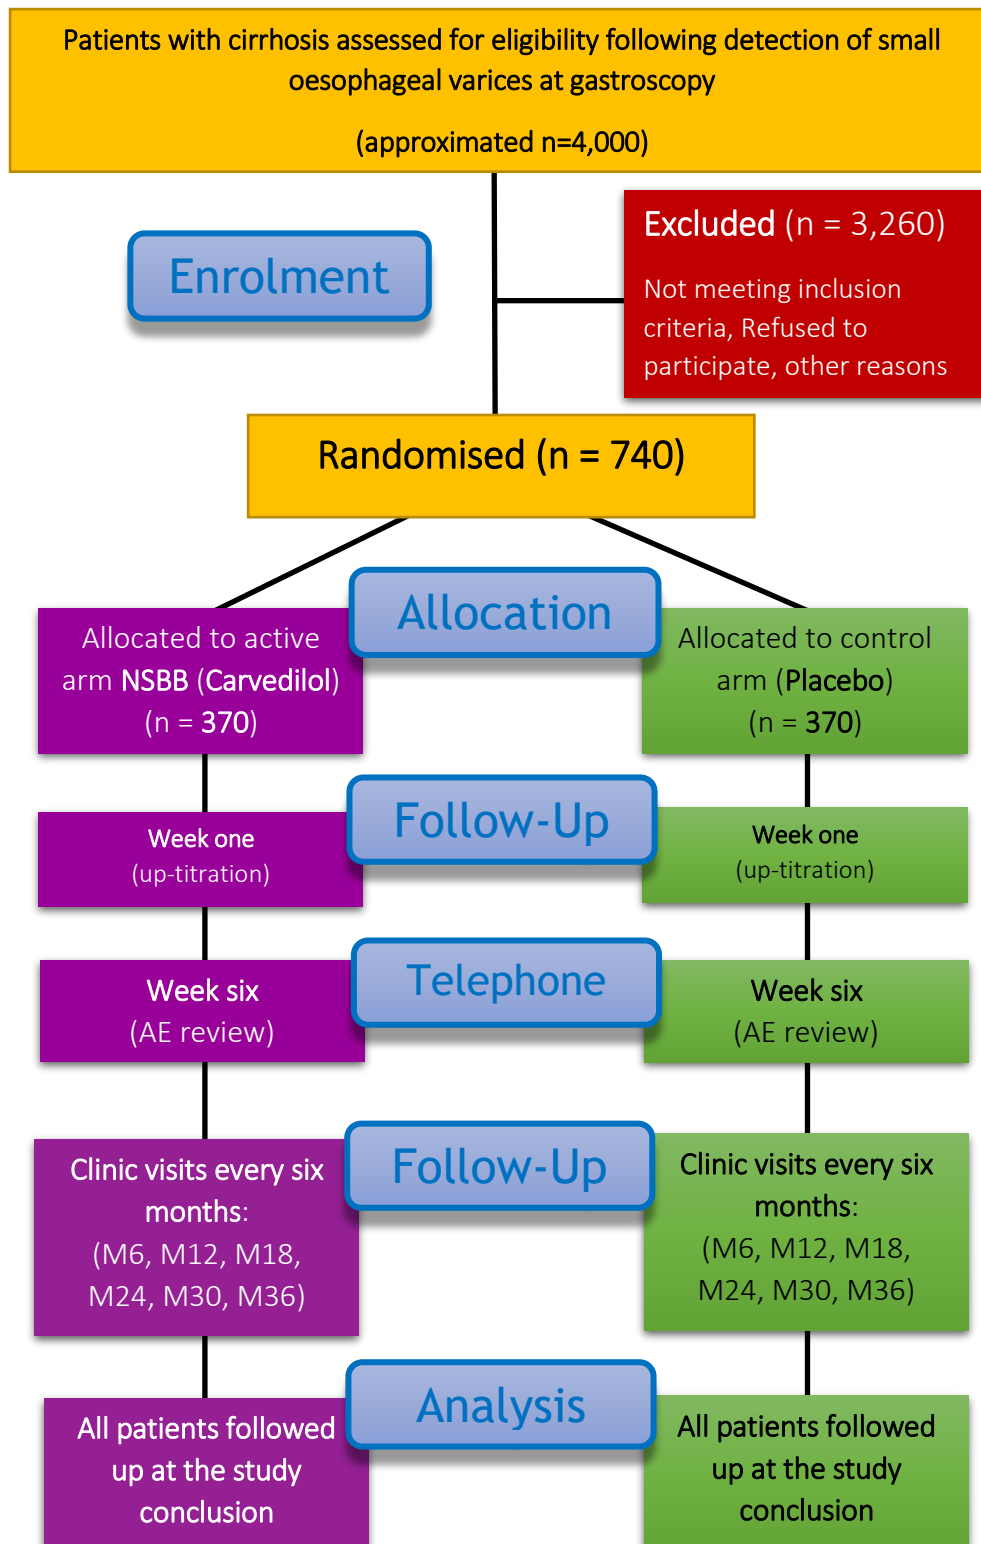 Patients with cirrhosis assessed for eligibility following detection of small
oesophageal varices at gastroscopy
(approximated n=4,000)
Excluded (n = 3,260)
Not meeting inclusion
criteria, Refused to
participate, other reasons
Enrolment
Randomised (n = 740)
Allocation
Allocated to active
arm NSBB (Carvedilol)
(n = 370)
Allocated to control
arm (Placebo)
(n = 370)
Follow-Up
Week one
(up-titration)
Week one
(up-titration)
Telephone
Week six
(AE review)
Week six
(AE review)
Follow-Up
Clinic visits every six
months:
(M6, M12, M18,
M24, M30, M36)
Clinic visits every six
months:
(M6, M12, M18,
M24, M30, M36)
Analysis
All patients followed
up at the study
conclusion
All patients followed
up at the study
conclusion